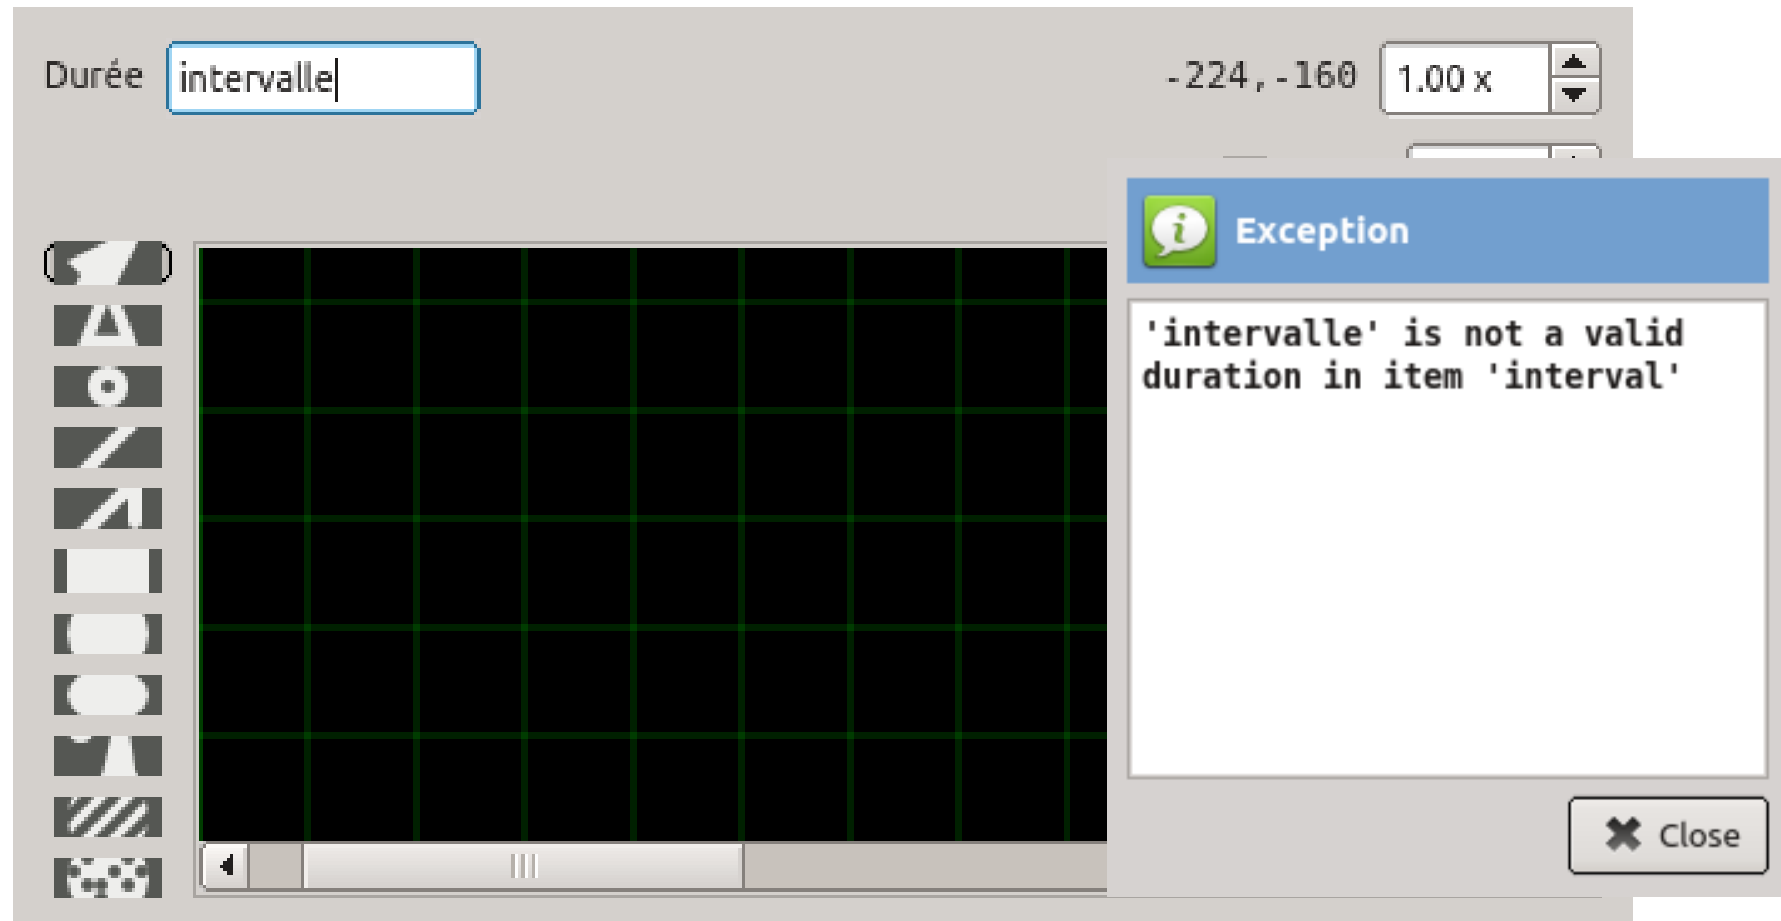 Durée
intervalle
-224,-160
1.00 x
Exception
'intervalle' is not a valid
duration in item 'interval'
Close